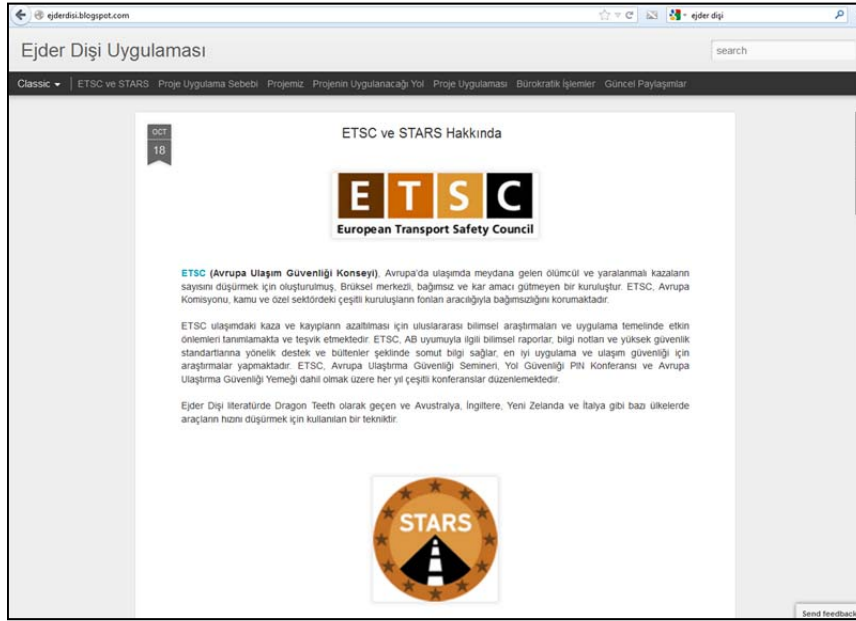 ejderdisi.blogspot.com
ejder dişi
Ejder Dişi Uygulaması
search
Classic ETSC ve STARS Proje Uygulama Sebebi Projemiz Projenin Uygulanacağı Yol Proje Uygulaması Bürokratik İşlemler Güncel Paylaşımlar
OCT
18
ETSC ve STARS Hakkında
E T S C
European Transport Safety Council
ETSC (Avrupa Ulaşım Güvenliği Konseyi), Avrupa'da ulaşımda meydana gelen ölümcül ve yaralanmalı kazaların
sayısını düşürmek için oluşturulmuş, Brüksel merkezli, bağımsız ve kar amacı gütmeyen bir kuruluştur. ETSC, Avrupa
Komisyonu, kamu ve özel sektördeki çeşitli kuruluşların fonları aracılığıyla bağımsızlığını korumaktadır.
ETSC ulaşımdaki kaza ve kayıpların azaltılması için uluslararası bilimsel araştırmaları ve uygulama temelinde etkin
önlemleri tanımlamakta ve teşvik etmektedir. ETSC, AB uyumuyla ilgili bilimsel raporlar, bilgi notları ve yüksek güvenlik
standartlarına yönelik destek ve bültenler şeklinde somut bilgi sağlar, en iyi uygulama ve ulaşım güvenliği için
araştırmalar yapmaktadır. ETSC, Avrupa Ulaştırma Güvenliği Semineri, Yol Güvenliği PIN Konferansı ve Avrupa
Ulaştırma Güvenliği Yemeği dahil olmak üzere her yıl çeşitli konferanslar düzenlemektedir.
Ejder Dişi literatürde Dragon Teeth olarak geçen ve Avustralya, İngiltere, Yeni Zelanda ve İtalya gibi bazı ülkelerde
araçların hızını düşürmek için kullanılan bir tekniktir.
STARS
Send feedback